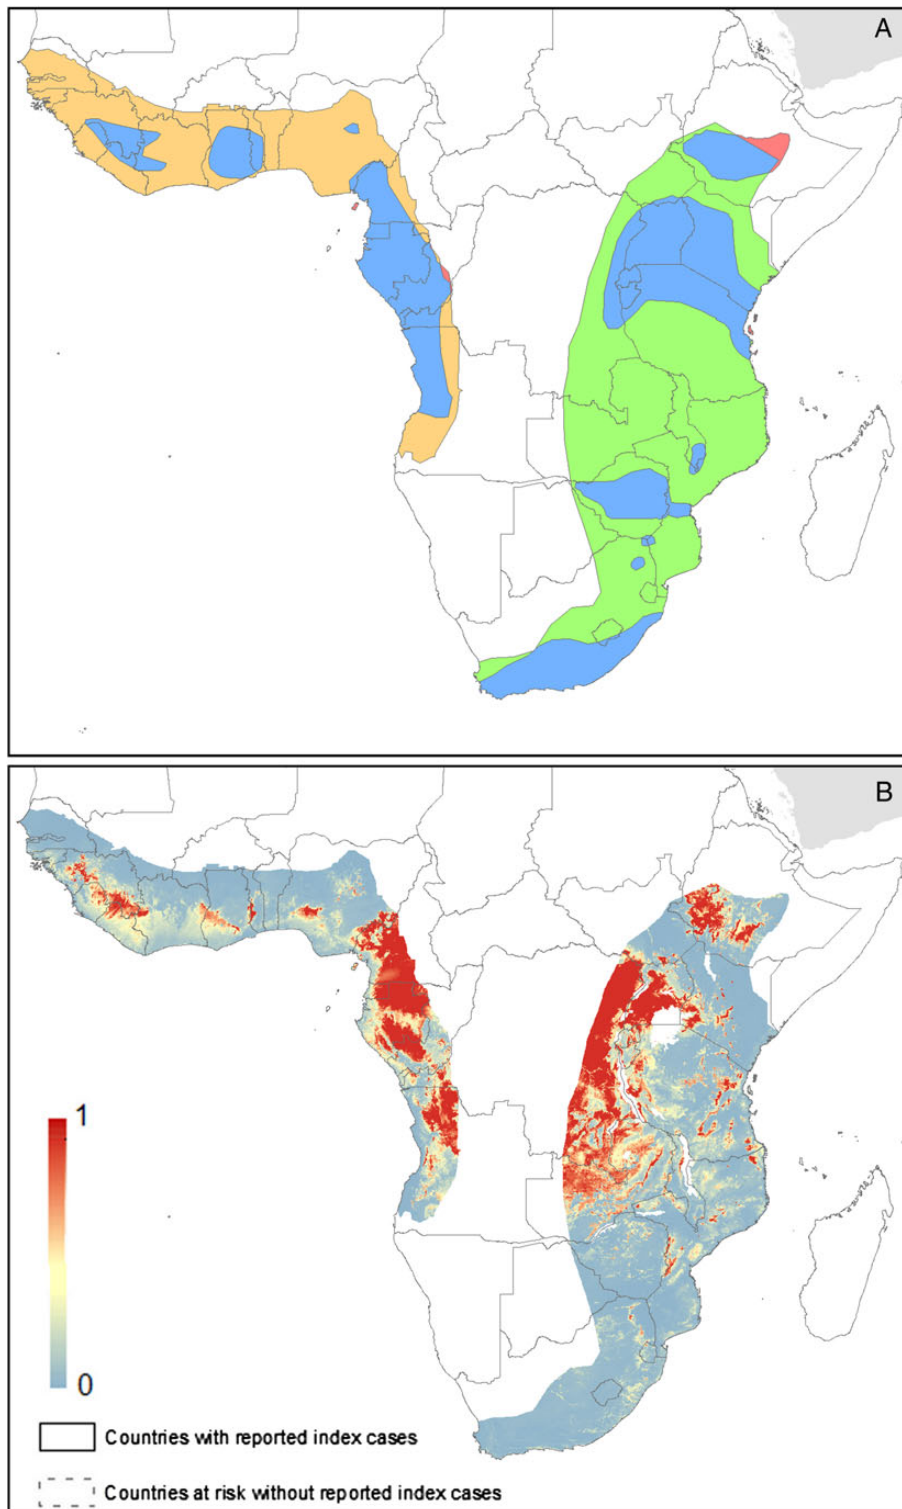 A
B
1
0
Countries with reported index cases
Countries at risk without reported index cases